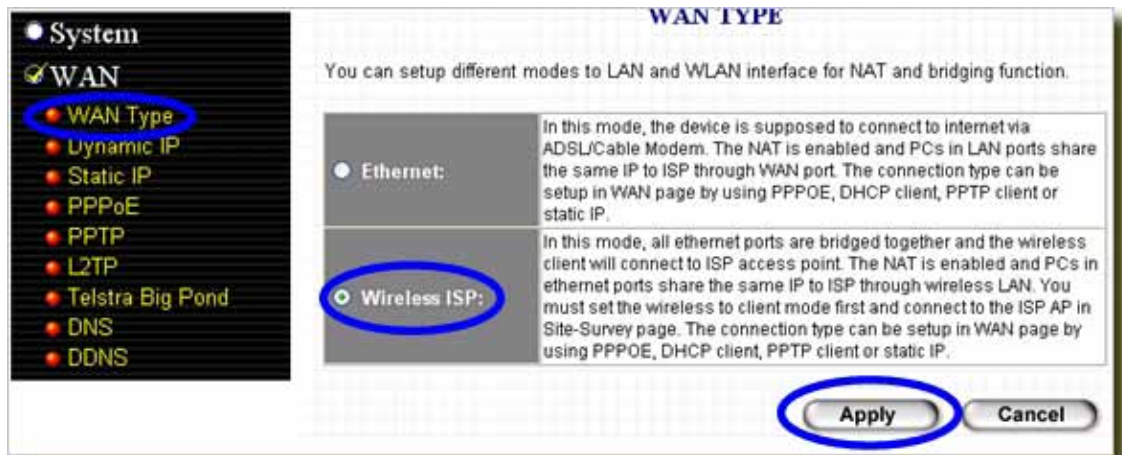 System
WAN
WAN Type
Dynamic IP
Static IP
PPPoE
PPTP
L2TP
Telstra Big Pond
DNS
DDNS
WAN TYPE
You can setup different modes to LAN and WLAN interface for NAT and bridging function.
Ethernet:
In this mode, the device is supposed to connect to internet via
ADSL/Cable Modem. The NAT is enabled and PCs in LAN ports share
the same IP to ISP through WAN port. The connection type can be
setup in WAN page by using PPPOE, DHCP client, PPTP client or
static IP.
Wireless ISP:
In this mode, all ethernet ports are bridged together and the wireless
client will connect to ISP access point. The NAT is enabled and PCs in
ethernet ports share the same IP to ISP through wireless LAN. You
must set the wireless to client mode first and connect to the ISP AP in
Site-Survey page. The connection type can be setup in WAN page by
using PPPOE, DHCP client, PPTP client or static IP.
Apply
Cancel